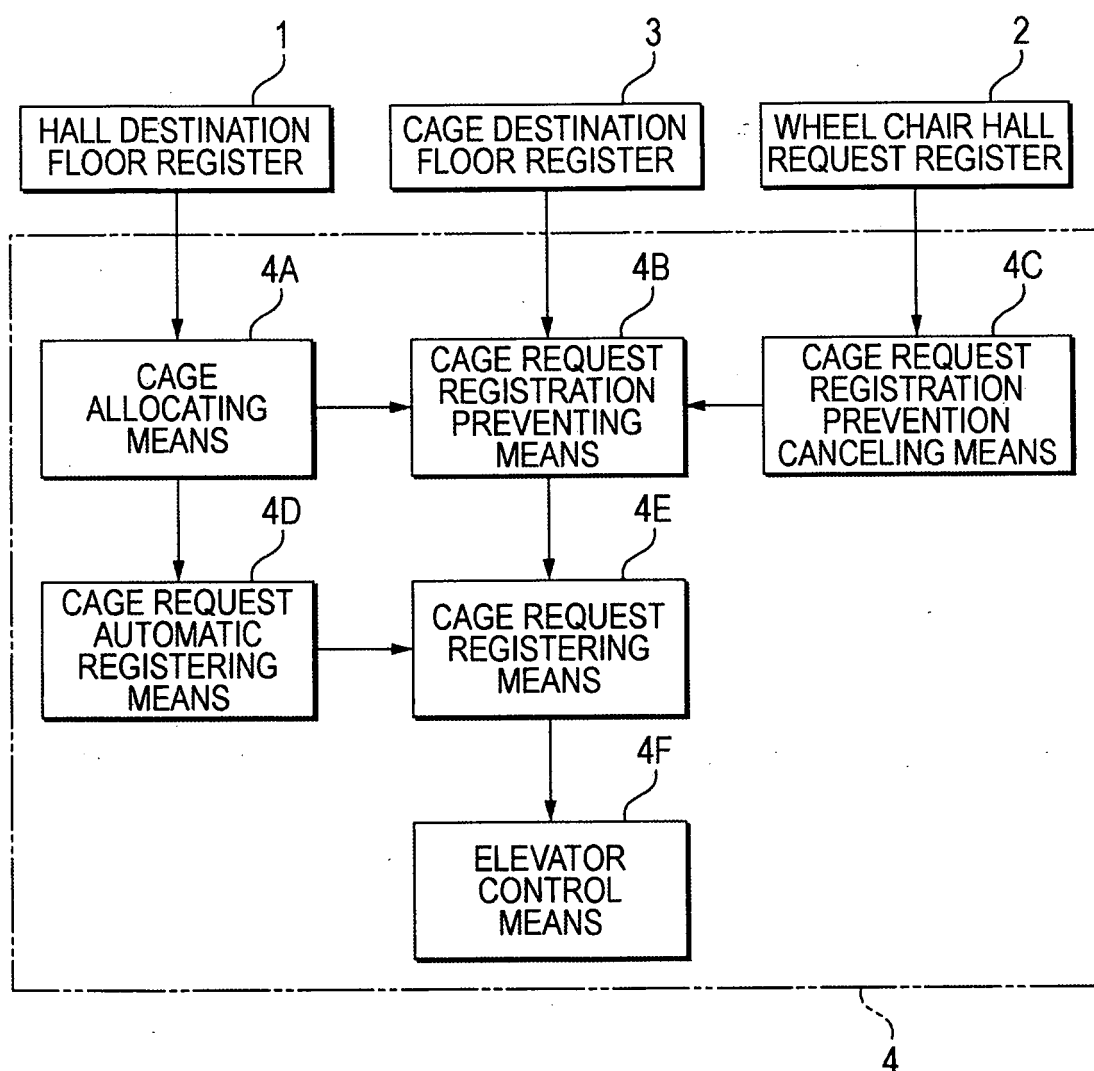 1
3
2
HALL DESTINATION
FLOOR REGISTER
CAGE DESTINATION
FLOOR REGISTER
WHEEL CHAIR HALL
REQUEST REGISTER
4A
4B
4C
CAGE
ALLOCATING
MEANS
CAGE REQUEST
REGISTRATION
PREVENTING
MEANS
CAGE REQUEST
REGISTRATION
PREVENTION
CANCELING MEANS
4D
4E
CAGE REQUEST
AUTOMATIC
REGISTERING
MEANS
CAGE REQUEST
REGISTERING
MEANS
4F
ELEVATOR
CONTROL
MEANS
4